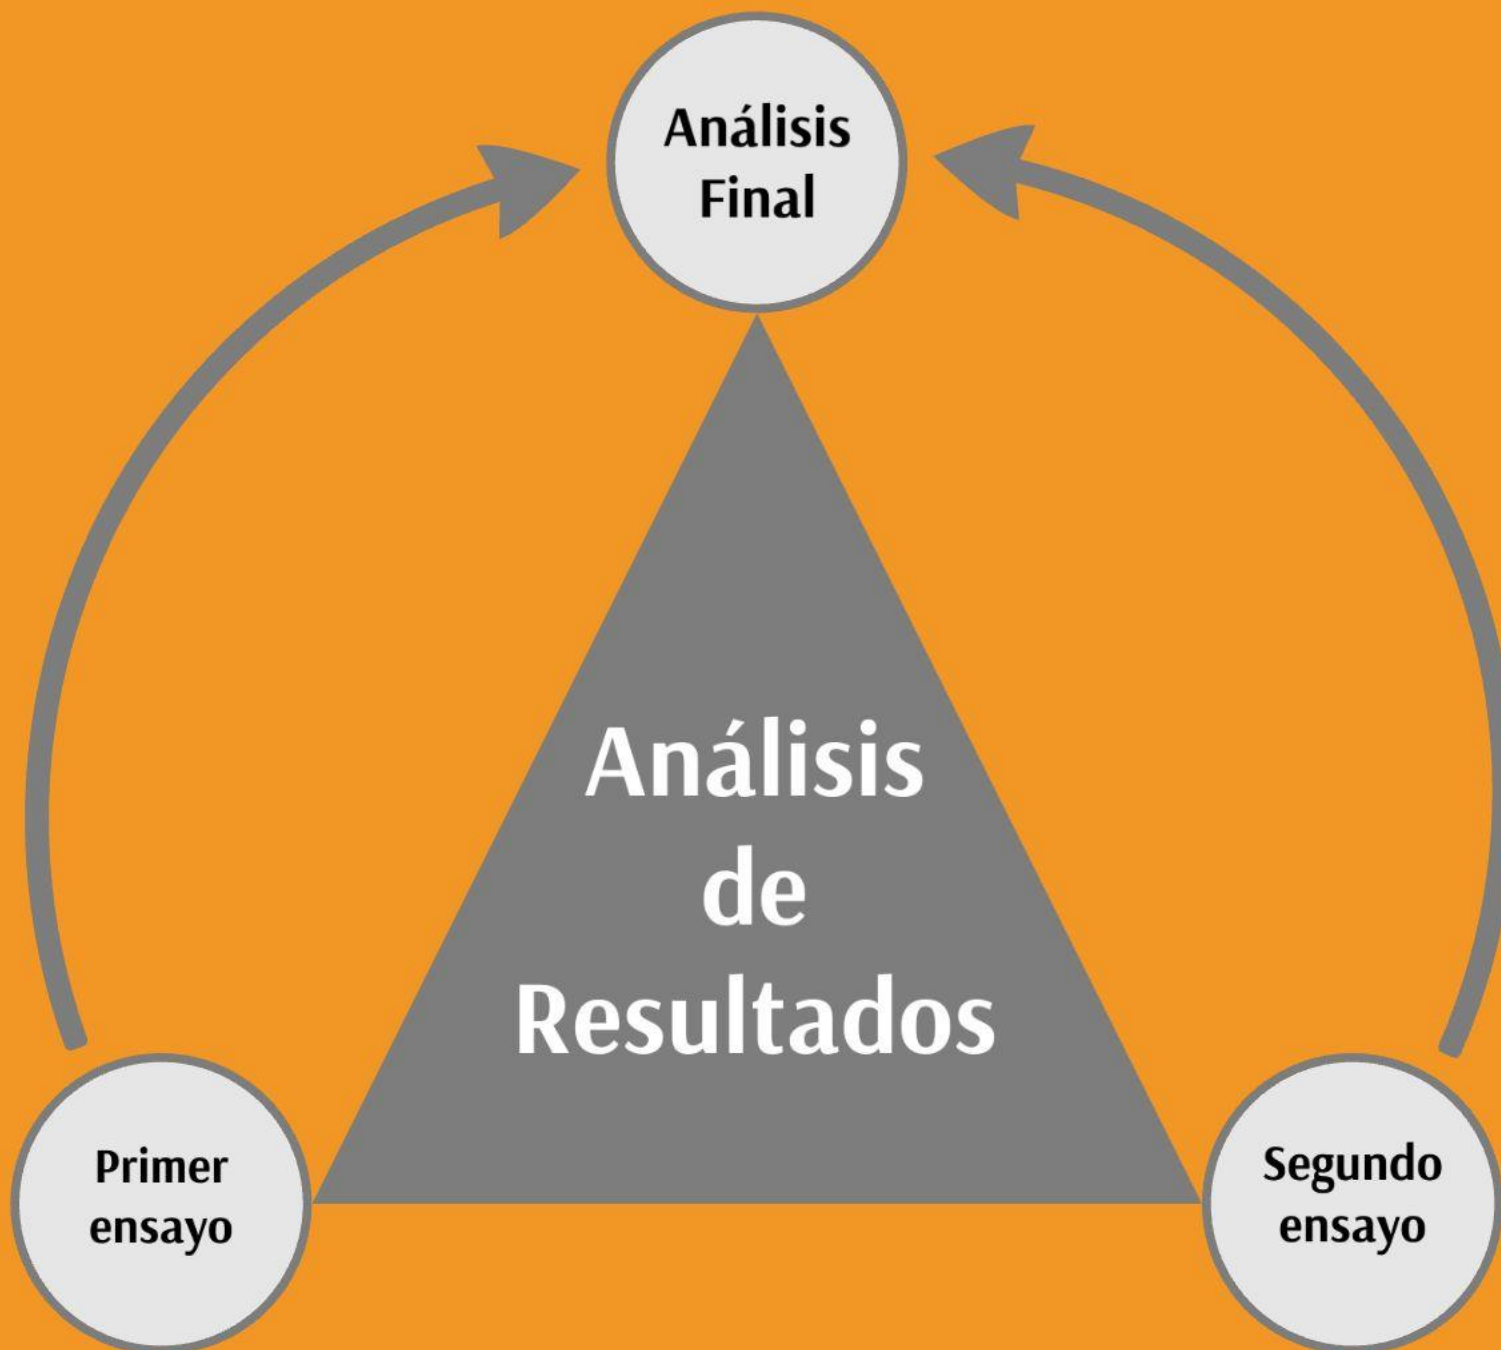 Análisis
Final
Análisis
de
Resultados
Primer
ensayo
Segundo
ensayo